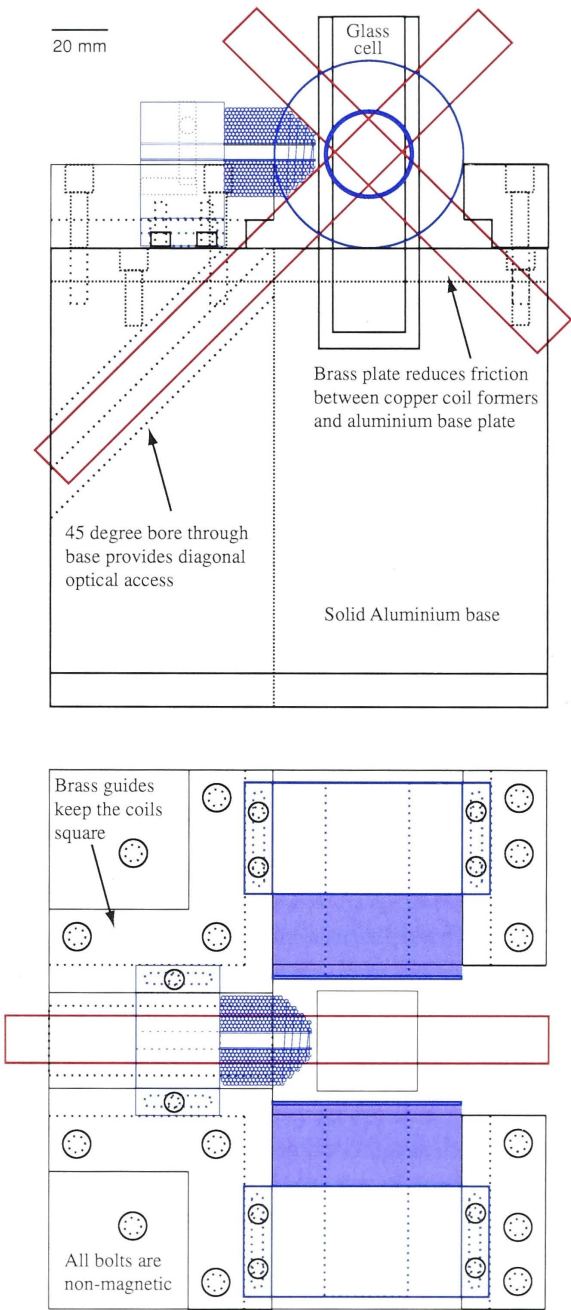 20 mm
Glass
cell
Brass plate reduces friction
between copper coil formers
and aluminium base plate
45 degree bore through
base provides diagonal
optical access
Solid Aluminium base
Brass guides
keep the coils
square
All bolts are
non-magnetic